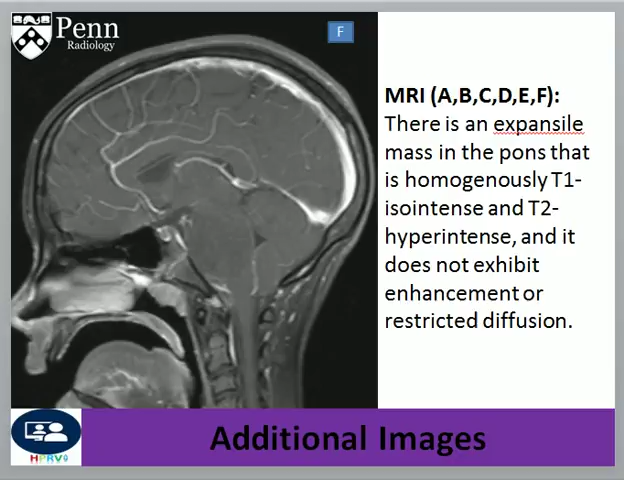 Penn
Radiology
F
MRI (A,B,C,D,E,F):
There is an expansile
mass in the pons that
is homogenously T1-
isointense and T2-
hyperintense, and it
does not exhibit
enhancement or
restricted diffusion.
Additional Images
HPRV